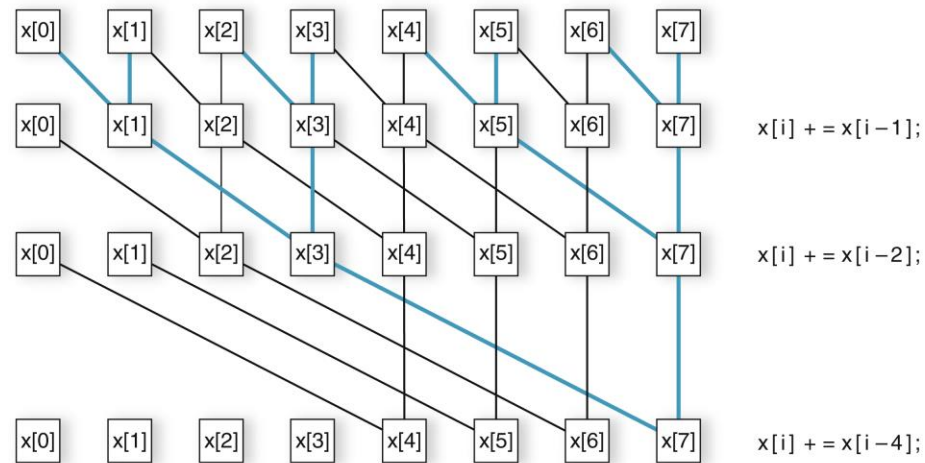 x[0] x[1] x[2] x[3] x[4] x[5] x[6] x[7]
x[0] x[1] x[2] x[3] x[4] x[5] x[6] x[7] x[i] += x[i−1];
x[0] x[1] x[2] x[3] x[4] x[5] x[6] x[7] x[i] += x[i−2];
x[0] x[1] x[2] x[3] x[4] x[5] x[6] x[7] x[i] += x[i−4];